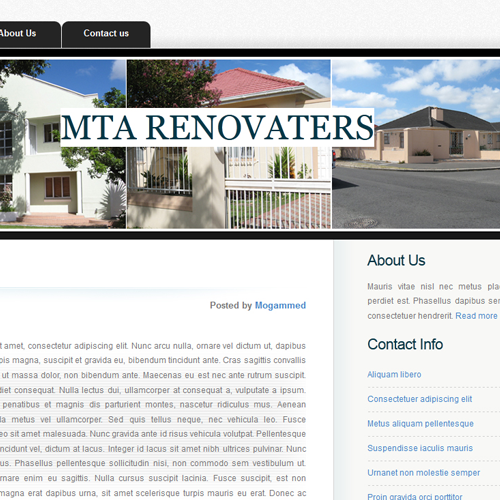 About Us
Contact us
MTA RENOVATERS
Posted by Mogammed
amet, consectetur adipiscing elit. Nunc arcu nulla, ornare vel dictum ut, dapibus
magna, suscipit et gravida eu, bibendum tincidunt ante. Cras sagittis convallis
ut massa dolor, non bibendum ante. Maecenas eu est nec ante rutrum suscipit.
consequat. Nulla lectus dui, ullamcorper at consequat a, vulputate a ipsum.
penatibus et magnis dis parturient montes, nascetur ridiculus mus. Aenean
metus vel ullamcorper. Sed quis tellus neque, nec vehicula leo. Fusce
sit amet malesuada. Nunc gravida ante id risus vehicula volutpat. Pellentesque
tincidunt vel, dictum at lacus. Integer id lacus sit amet nibh ultrices pulvinar. Nunc
Phasellus pellentesque sollicitudin nisi, non commodo sem vestibulum ut.
ornare enim eu sagittis. Nulla cursus suscipit lacinia. Fusce suscipit, est non
magna erat dapibus urna, sit amet scelerisque turpis mauris eu erat. Donec ac
About Us
Mauris vitae nisl nec metus
perdiet est. Phasellus dapibus
consectetuer hendrerit. Read more
Contact Info
Aliquam libero
Consectetuer adipiscing elit
Metus aliquam pellentesque
Suspendisse iaculis mauris
Urnanet non molestie semper
Proin gravida orci porttitor